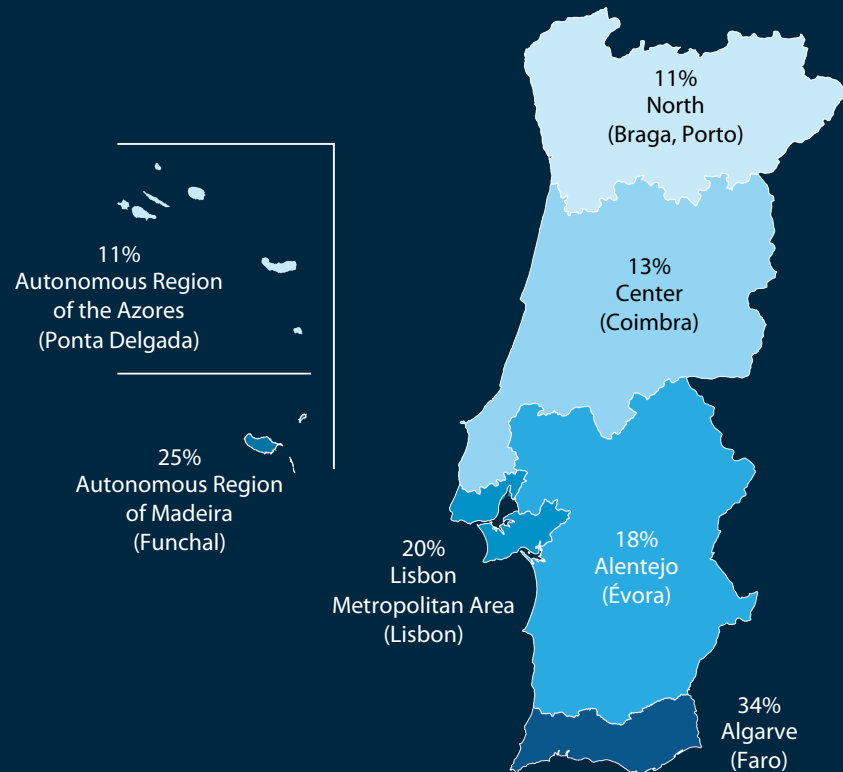 11%
North
(Braga, Porto)
11%
Autonomous Region
of the Azores
(Ponta Delgada)
13%
Center
(Coimbra)
25%
Autonomous Region
of Madeira
(Funchal)
20%
Lisbon
Metropolitan Area
(Lisbon)
18%
Alentejo
(Évora)
34%
Algarve
(Faro)